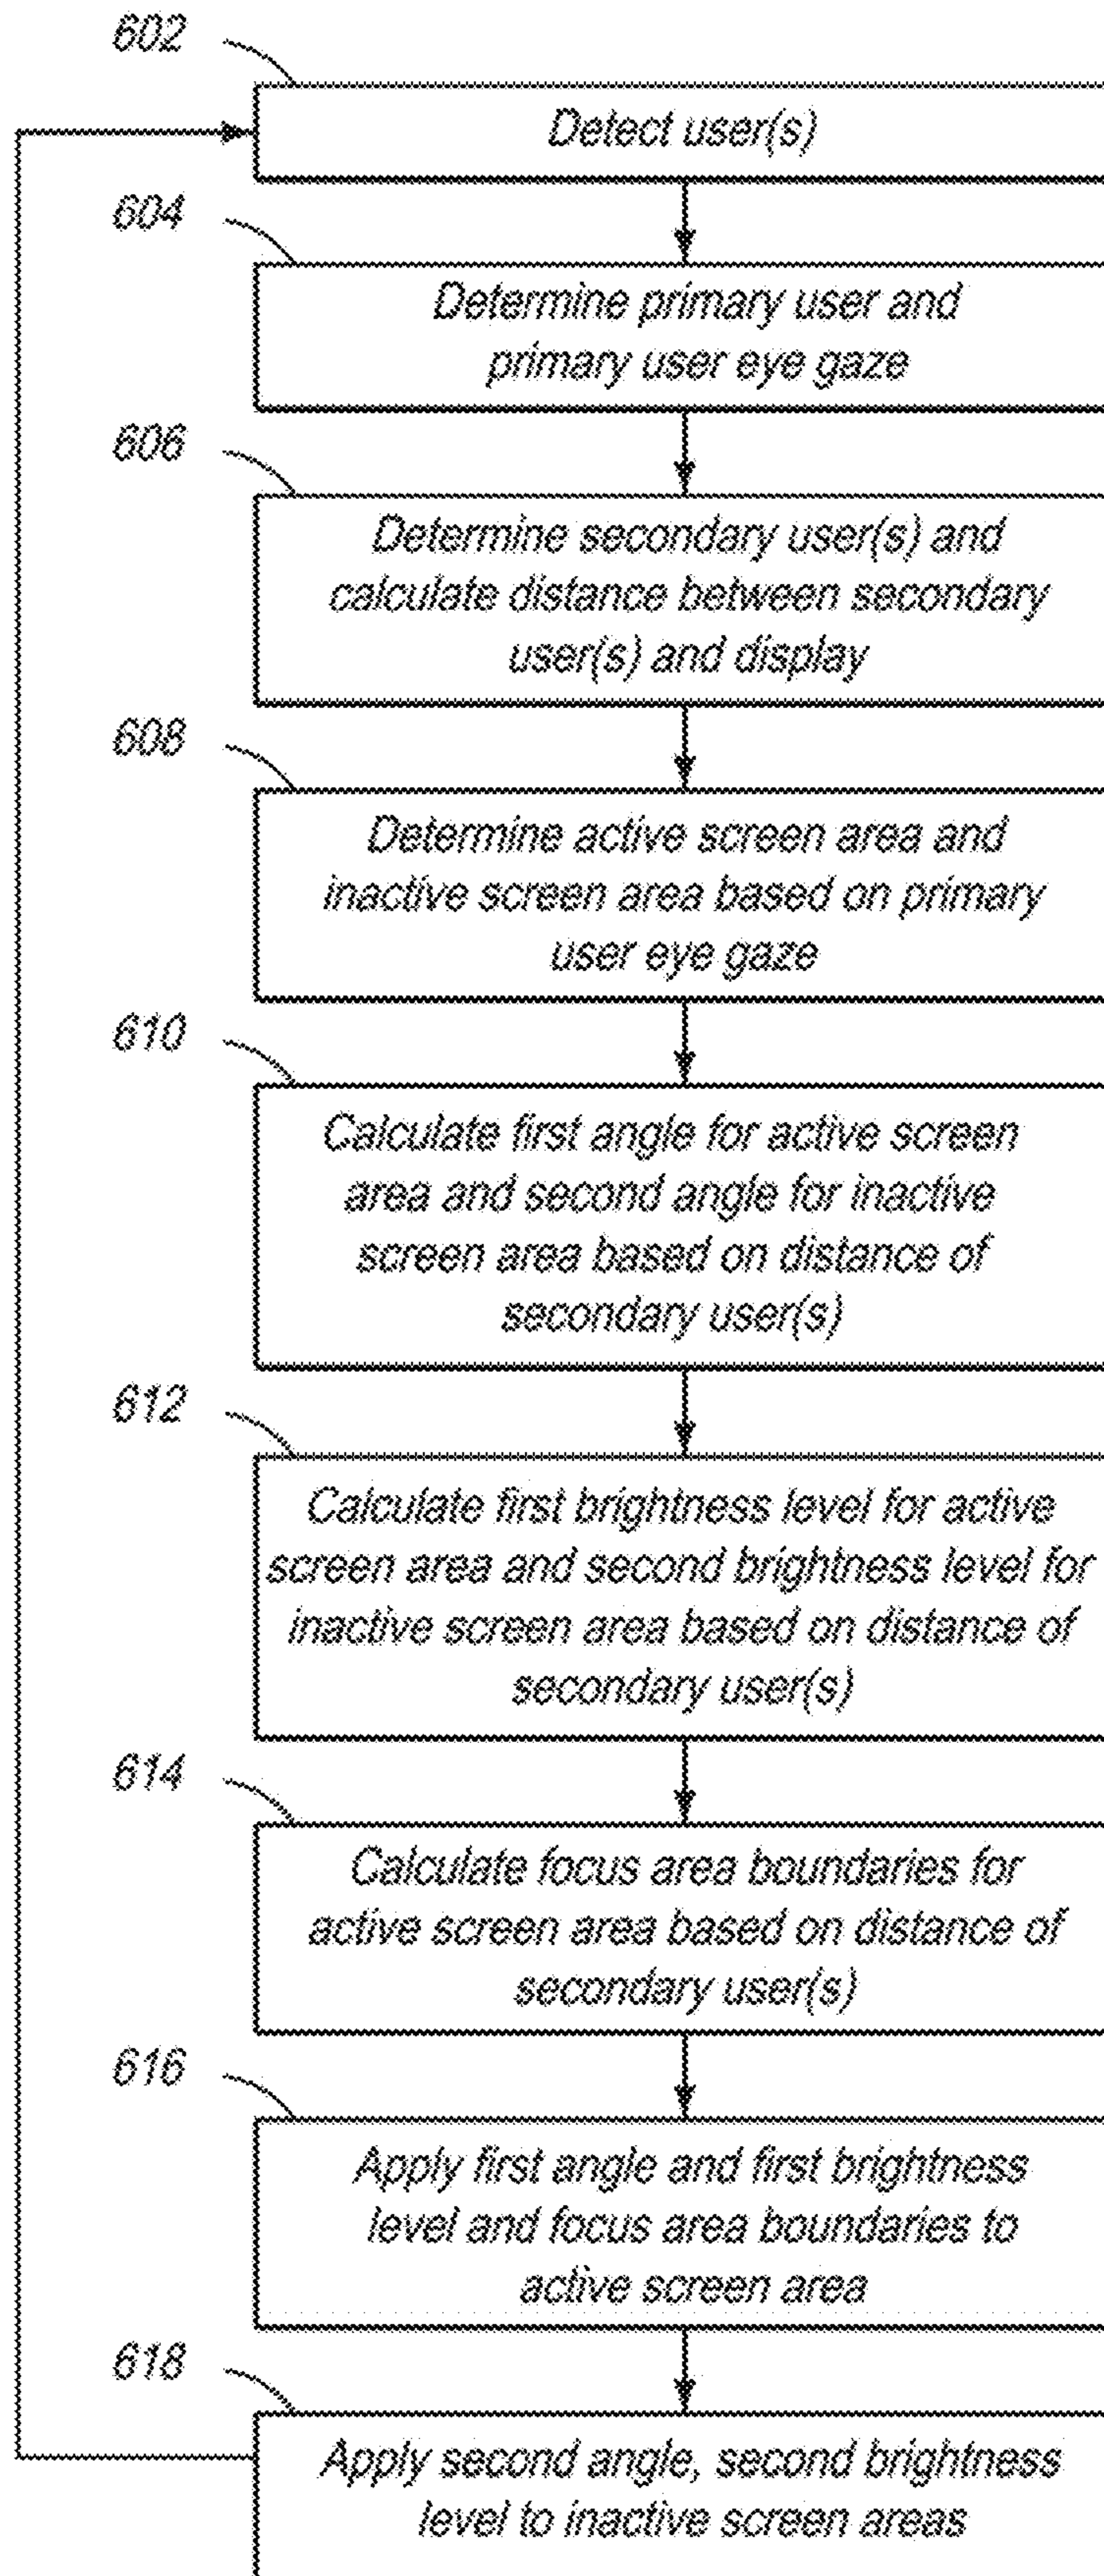 602
Detect user(s)
604
Determine primary user and
primary user eye gaze
606
Determine secondary user(s) and
calculate distance between secondary
user(s) and display
608
Determine active screen area and
inactive screen area based on primary
user eye gaze
610
Calculate first angle for active screen
area and second angle for inactive
screen area based on distance of
secondary user(s)
612
Calculate first brightness level for active
screen area and second brightness level for
inactive screen area based on distance of
secondary user(s)
614
Calculate focus area boundaries for
active screen area based on distance of
secondary user(s)
616
Apply first angle and first brightness
level and focus area boundaries to
active screen area
618
Apply second angle, second brightness
level to inactive screen areas